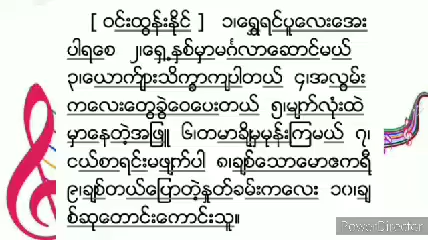 [ ဝင်းထွန်းနိုင် ] ၁၊ရွှေရင်ပူလေးအေး
ပါရစေ ၂၊ရှေ့နှစ်မှာမင်္ဂလာဆောင်မယ်
၃၊ယောက်ျားသိက္ခာကျပါတယ် ၄၊အလွမ်း
ကလေးတွေခွဲဝေပေးတယ် ၅၊မျက်လုံးထဲ
မှာနေတဲ့အဖြူ ၆၊တမာခြံမှမုန်းကြမယ် ၇၊
ငယ်စာရင်းမဖျက်ပါ ၈၊ချစ်သောမောဧကရီ
၉၊ချစ်တယ်ပြောတဲ့နှုတ်ခမ်းကလေး ၁၀၊ချ
စ်ဆုတောင်းကောင်းသူ။
PowerDirector